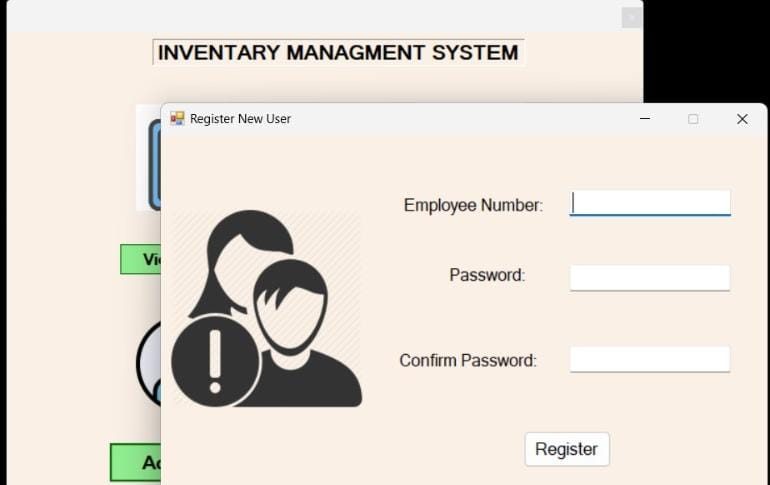 INVENTARY MANAGMENT SYSTEM
Register New User
Employee Number:
Password:
Confirm Password:
Register